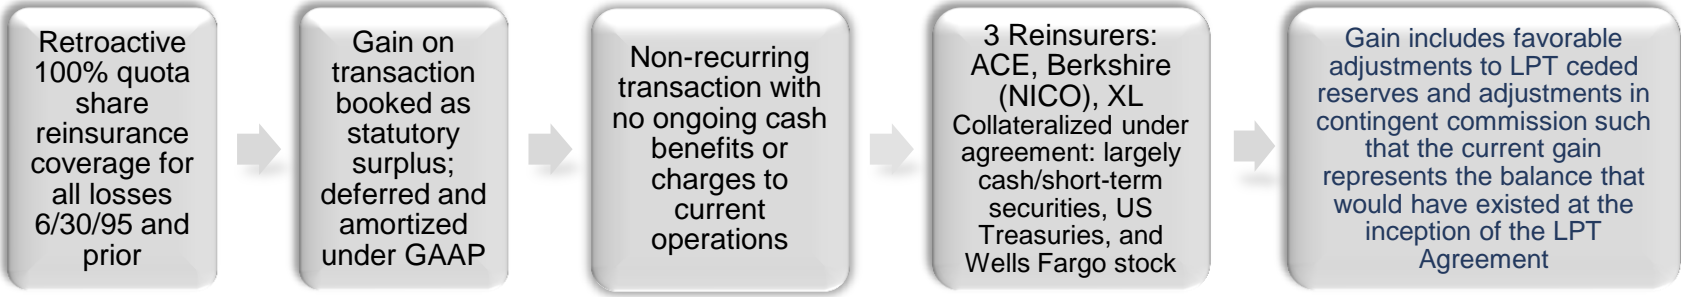 Retroactive
100% quota
share
reinsurance
coverage for
all losses
6/30/95 and
prior
Gain on
transaction
booked as
statutory
surplus;
deferred and
amortized
under GAAP
Non-recurring
transaction with
no ongoing cash
benefits or
charges to
current
operations
3 Reinsurers:
ACE, Berkshire
(NICO), XL
Collateralized under
agreement: largely
cash/short-term
securities, US
Treasuries, and
Wells Fargo stock
Gain includes favorable
adjustments to LPT ceded
reserves and adjustments in
contingent commission such
that the current gain
represents the balance that
would have existed at the
inception of the LPT
Agreement